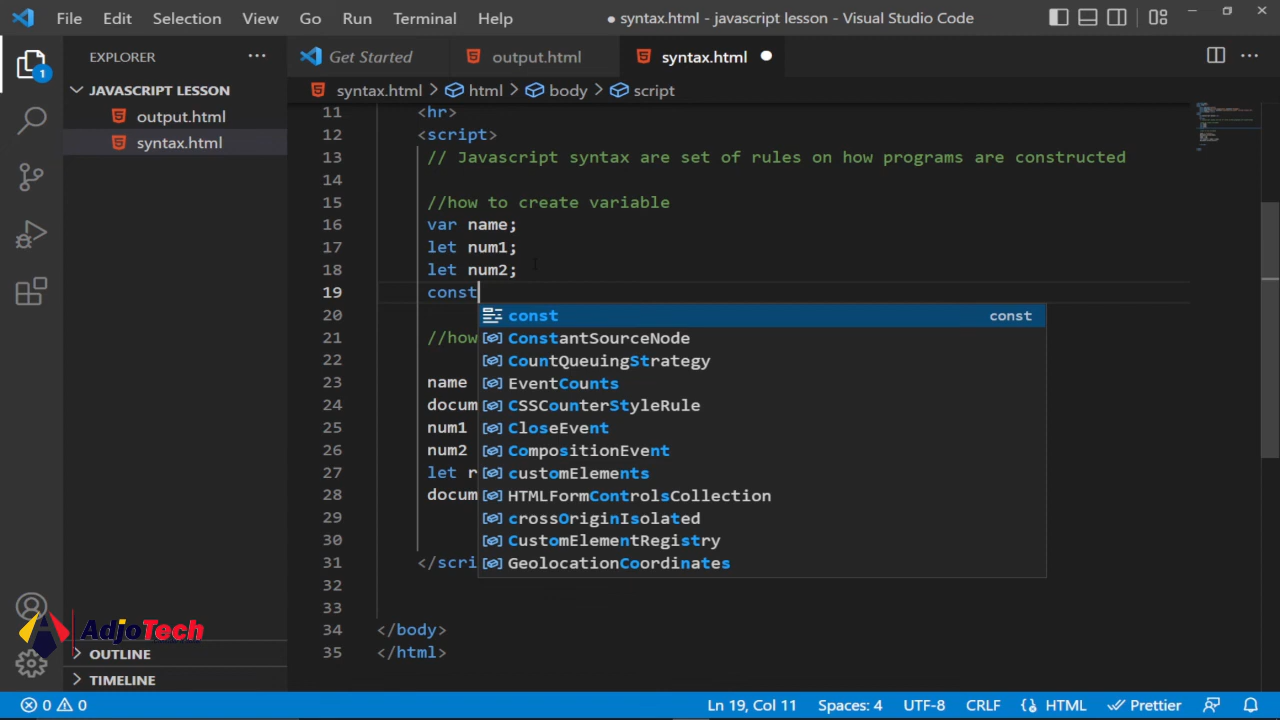 File Edit Selection View Go Run Terminal Help ● syntax.html - javascript lesson - Visual Studio Code
EXPLORER ···
Get Started output.html syntax.html ●
JAVASCRIPT LESSON
syntax.html > html > body > script
output.html
syntax.html
1
11 <hr>
12 <script>
13 // Javascript syntax are set of rules on how programs are constructed
14
15 //how to create variable
16 var name;
17 let num1;
18 let num2;
19 const
20
21 //how
22
23 name
24 docum
25 num1
26 num2
27 let r
28 docum
29
30
31 </scri
32
33
34 </body>
35 </html>
const const
ConstantSourceNode
CountQueuingStrategy
EventCounts
CSSCounterStyleRule
CloseEvent
CompositionEvent
customElements
HTMLFormControlsCollection
crossOriginIsolated
CustomElementRegistry
GeolocationCoordinates
AdjoTech
OUTLINE
TIMELINE
0 0 Ln 19, Col 11 Spaces: 4 UTF-8 CRLF HTML Prettier